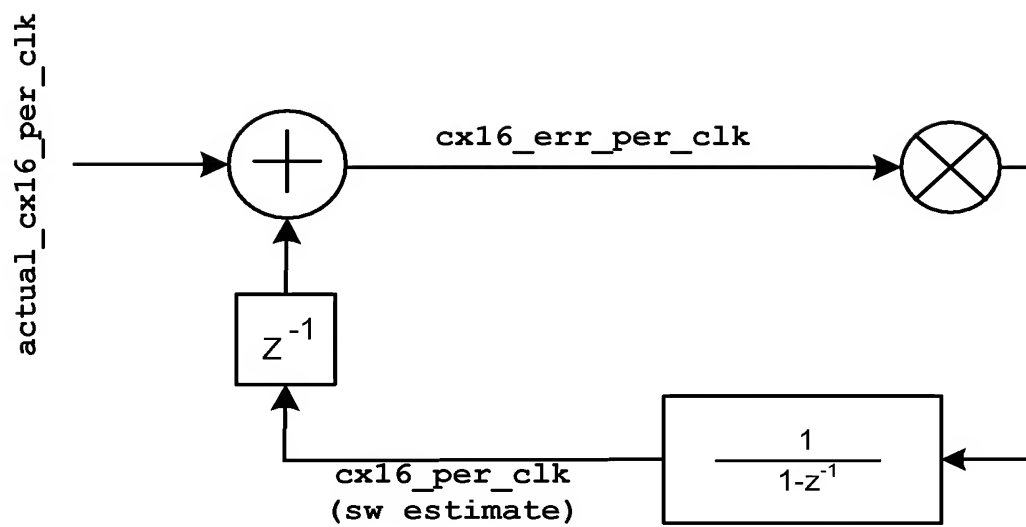 actual_cx16_per_clk
cx16_err_per_clk
z-1
1
1-z-1
cx16_per_clk
(sw estimate)